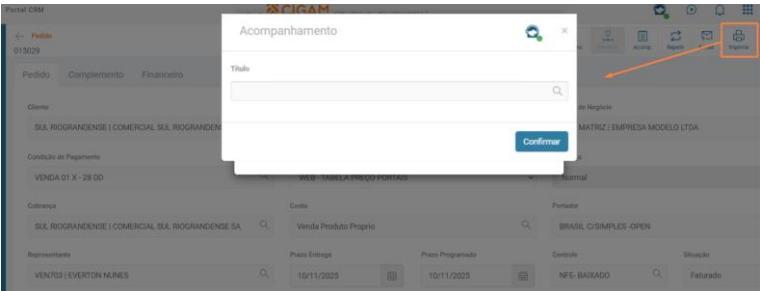 Portal CRM
CIGAM
← Pedido
015029
Acompanhamento
×
Acomp.
Imprimir
Título
Pedido Complemento Financeiro
Cliente
de Negócio
SUL RIOGRANDENSE | COMERCIAL SUL RIOGRANDEN
MATRIZ / EMPRESA MODELO LTDA
Confirmar
Condição de Pagamento
VENDA 01 X - 28 DD
WEB - TABELA PREÇO PORTAIS
Normal
Cobrança
Conta
Portador
SUL RIOGRANDENSE | COMERCIAL SUL RIOGRANDENSE SA
Venda Produto Proprio
BRASIL C/SIMPLES -OPEN
Representante
Prazo Entrega
Prazo Programado
Controle
Situação
VEN703 | EVERTON NUNES
10/11/2025
10/11/2025
NFE- BAIXADO
Faturado